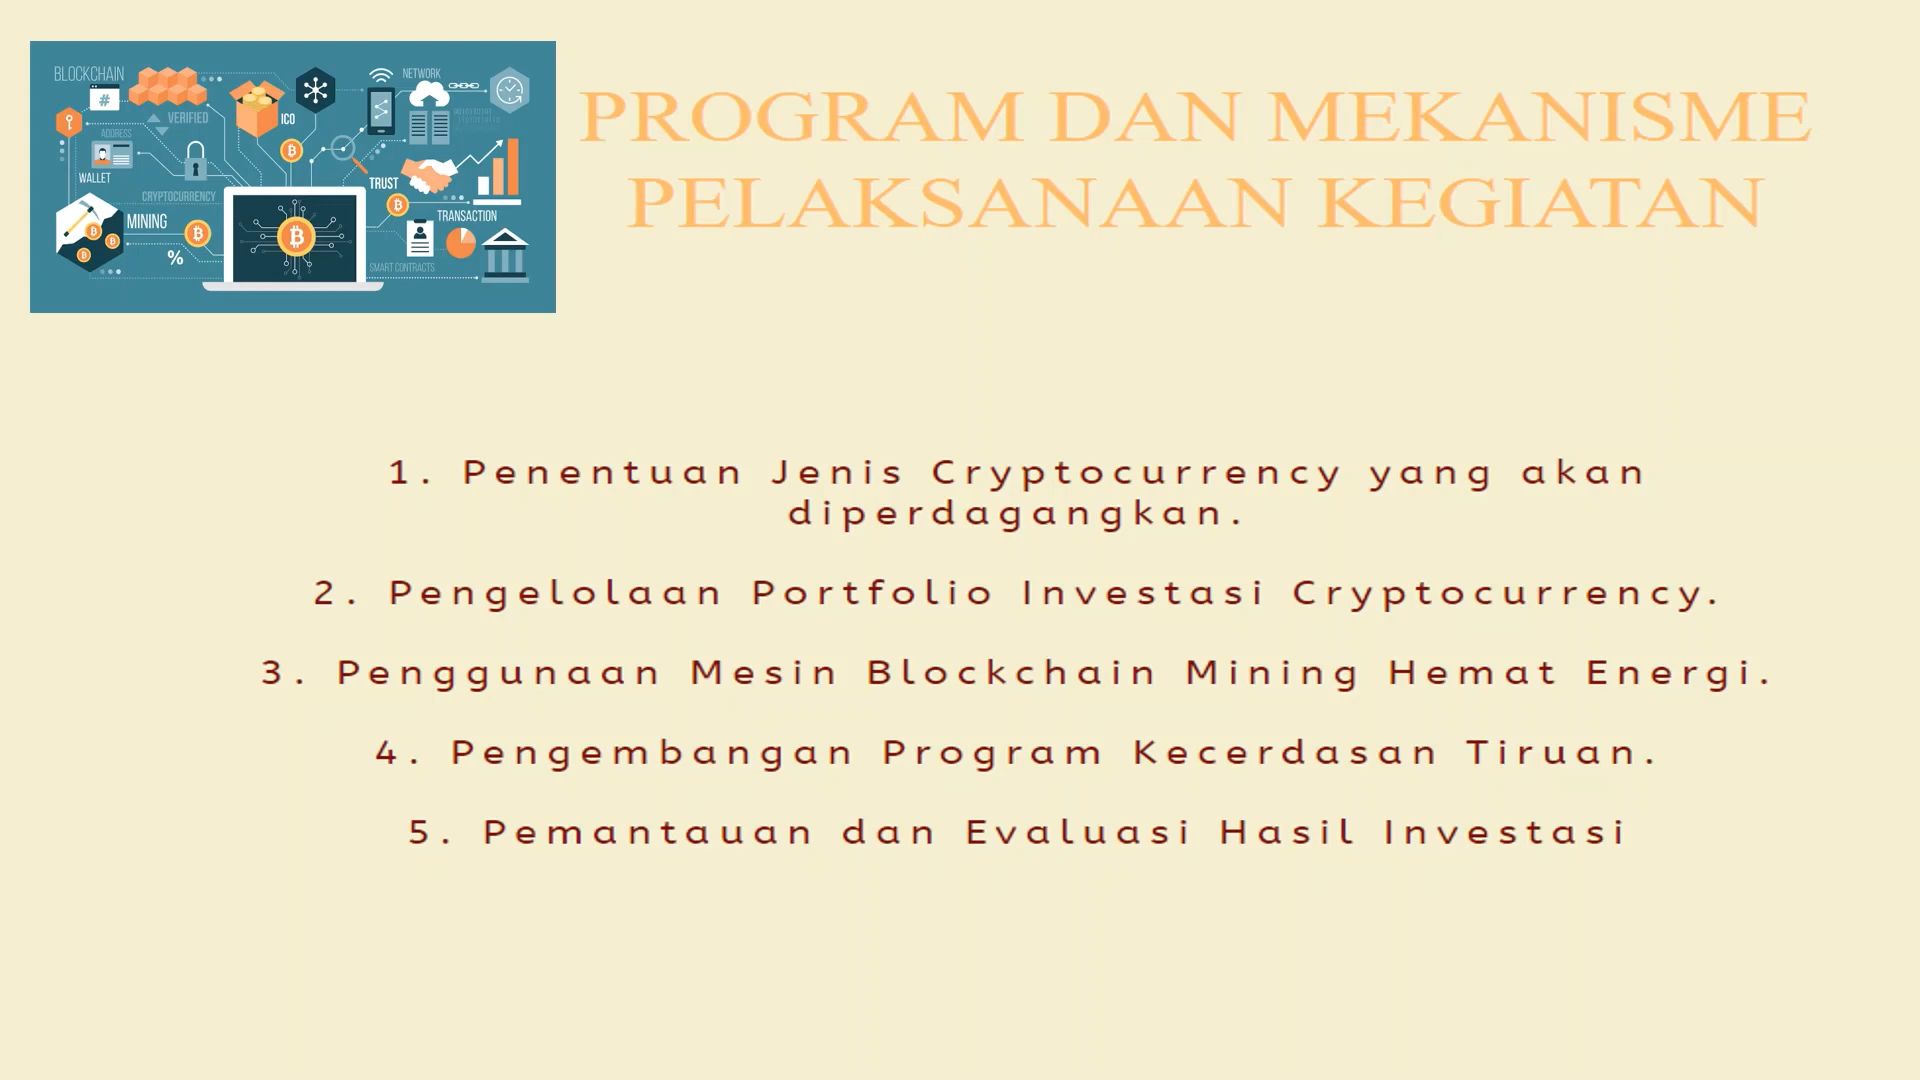 BLOCKCHAIN
NETWORK
#
VERIFIED
ICO
ADDRESS
WALLET
TRUST
CRYPTOCURRENCY
MINING
TRANSACTION
%
SMART CONTRACTS
PROGRAM DAN MEKANISME
PELAKSANAAN KEGIATAN
1. Penentuan Jenis Cryptocurrency yang akan
diperdagangkan.
2. Pengelolaan Portfolio Investasi Cryptocurrency.
3. Penggunaan Mesin Blockchain Mining Hemat Energi.
4. Pengembangan Program Kecerdasan Tiruan.
5. Pemantauan dan Evaluasi Hasil Investasi